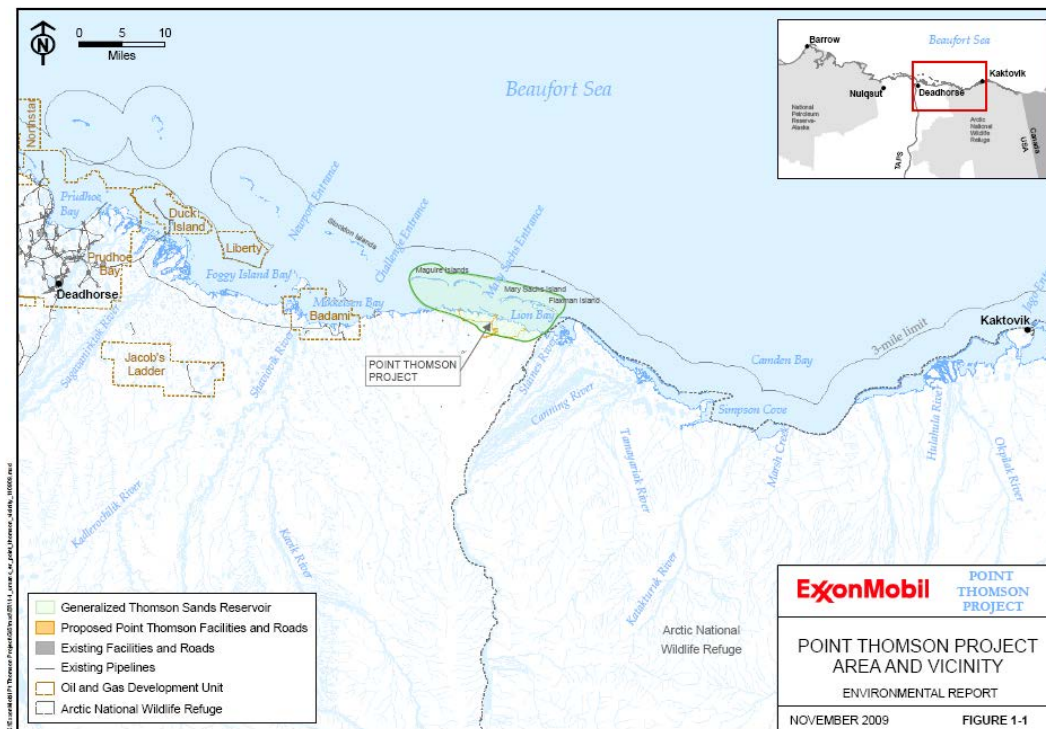 N
0 5 10
Miles
Beaufort Sea
Barrow
Beaufort Sea
Kaktovik
Nuiqsut
Deadhorse
National
Petroleum
Reserve-
Alaska
Arctic
National
Wildlife
Refuge
TAPS
Canada
USA
Northstar
Prudhoe
Bay
Duck
Island
Liberty
Prudhoe
Bay
Deadhorse
Foggy Island Bay
Newport Entrance
Stockton Islands
Challenge Entrance
Mary Sachs Entrance
Maguire Islands
Mary Sachs Island
Flaxman Island
Mikkelsen Bay
Badami
Lion Bay
POINT THOMSON
PROJECT
Jacob's
Ladder
Sagavanirktok River
Shaviovik River
Staines River
Canning River
Camden Bay
3-mile limit
Kaktovik
Simpson Cove
Marsh Creek
Tamayariak River
Katakturuk River
Hulahula River
Okpilak River
Kadleroshilik River
Kavik River
Arctic National
Wildlife Refuge
Generalized Thomson Sands Reservoir
Proposed Point Thomson Facilities and Roads
Existing Facilities and Roads
Existing Pipelines
Oil and Gas Development Unit
Arctic National Wildlife Refuge
ExxonMobil
POINT
THOMSON
PROJECT
POINT THOMSON PROJECT
AREA AND VICINITY
ENVIRONMENTAL REPORT
NOVEMBER 2009 FIGURE 1-1